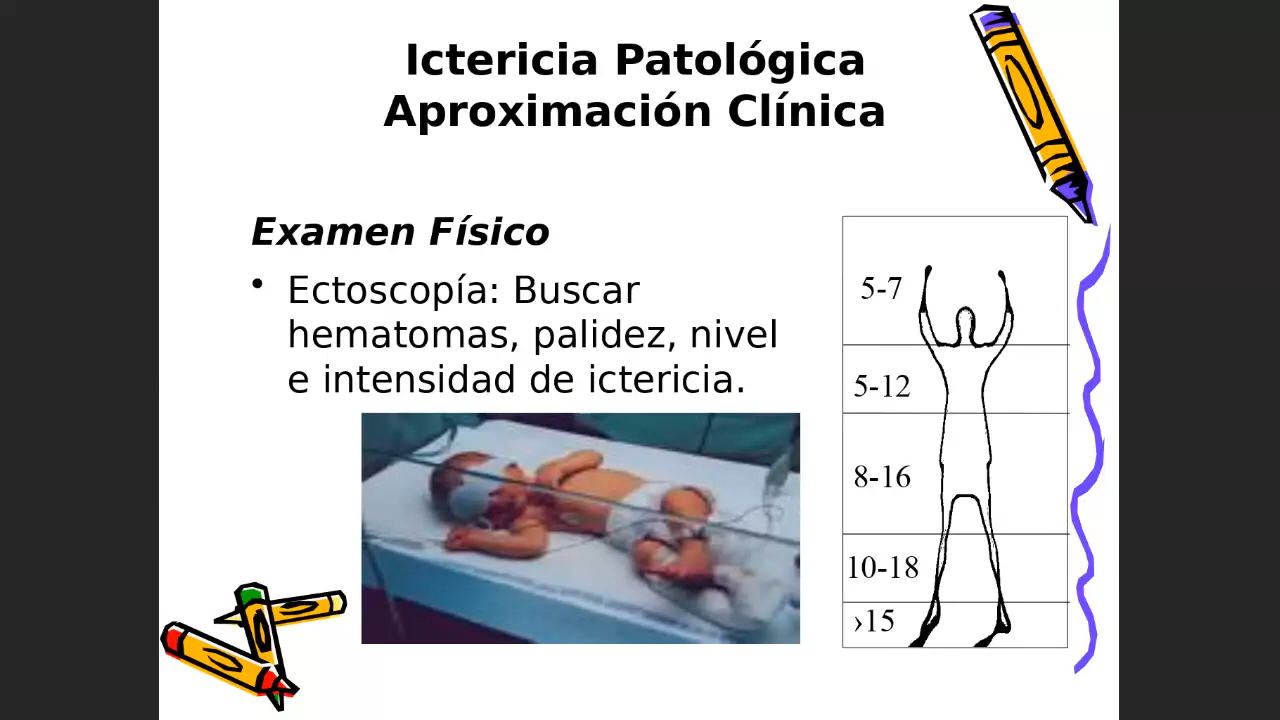 Ictericia Patológica
Aproximación Clínica
Examen Físico
• Ectoscopía: Buscar
hematomas, palidez, nivel
e intensidad de ictericia.
5-7
5-12
8-16
10-18
›15